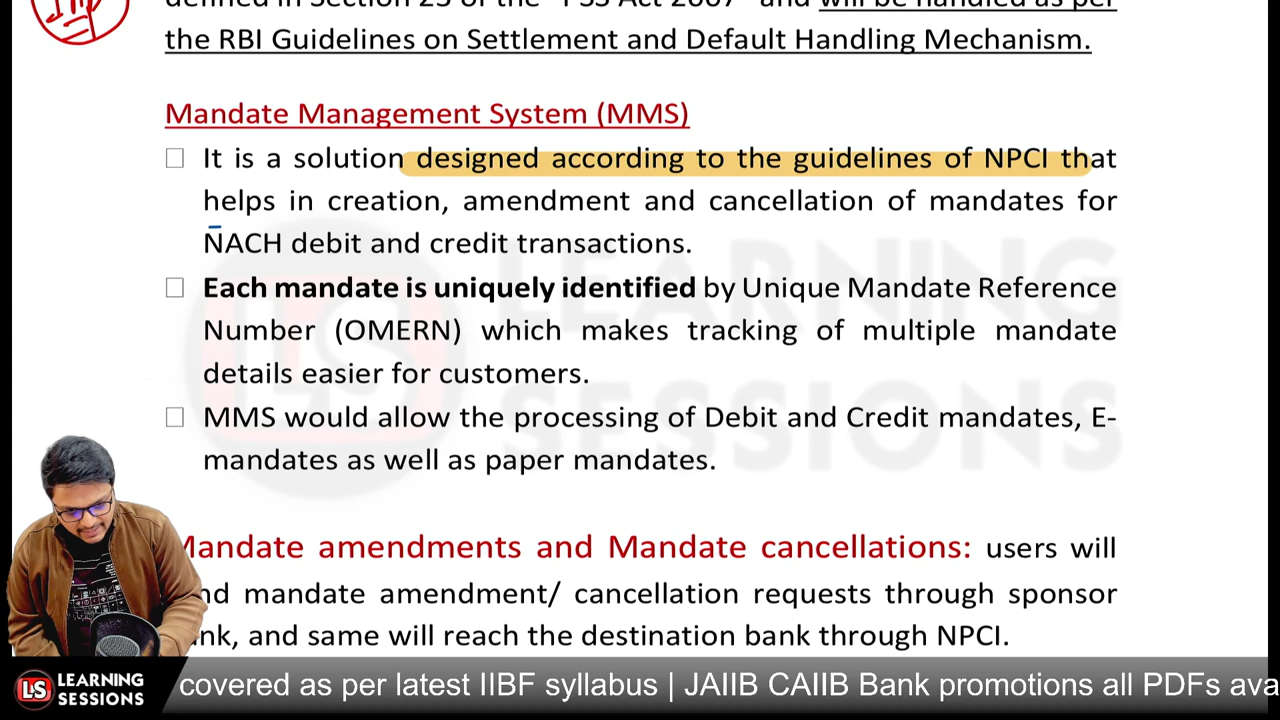 defined in Section 23 of the "PSS Act 2007" and will be handled as per
the RBI Guidelines on Settlement and Default Handling Mechanism.
Mandate Management System (MMS)
It is a solution designed according to the guidelines of NPCI that
helps in creation, amendment and cancellation of mandates for
NACH debit and credit transactions.
Each mandate is uniquely identified by Unique Mandate Reference
Number (OMERN) which makes tracking of multiple mandate
details easier for customers.
MMS would allow the processing of Debit and Credit mandates, E-
mandates as well as paper mandates.
Mandate amendments and Mandate cancellations: users will
mandate amendment/ cancellation requests through sponsor
and same will reach the destination bank through NPCI.
LS LEARNING SESSIONS
covered as per latest IIBF syllabus | JAIIB CAIIB Bank promotions all PDFs ava
LS LEARNING
SESSIONS